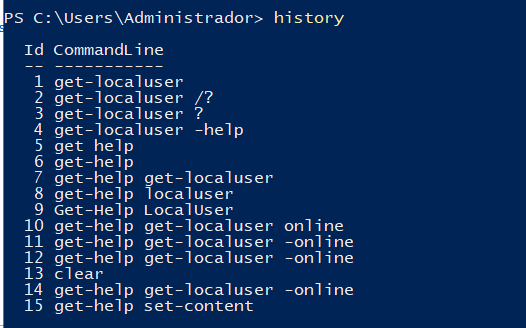 PS C:\Users\Administrador> history
Id CommandLine
-- -----------
1 get-localuser
2 get-localuser /?
3 get-localuser ?
4 get-localuser -help
5 get help
6 get-help
7 get-help get-localuser
8 get-help localuser
9 Get-Help LocalUser
10 get-help get-localuser online
11 get-help get-localuser -online
12 get-help get-localuser -online
13 clear
14 get-help get-localuser -online
15 get-help set-content